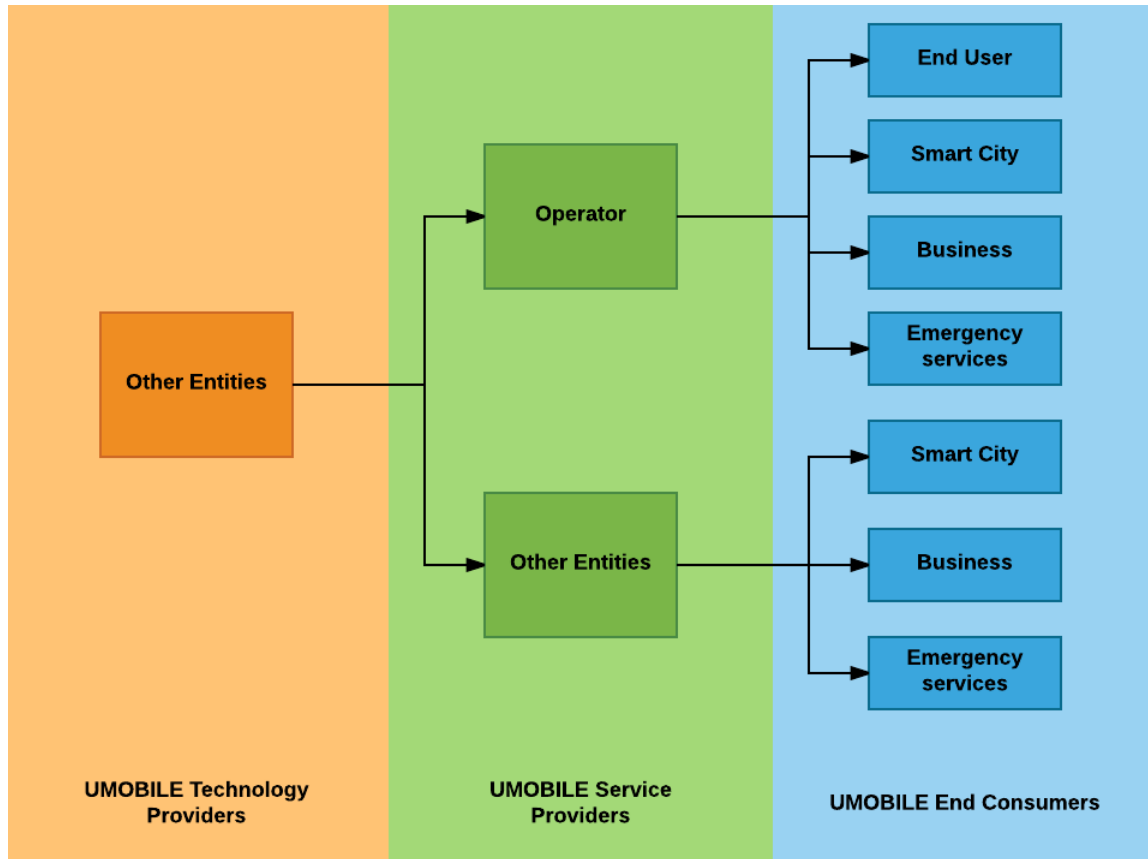 End User
Smart City
Operator
Business
Emergency
services
Other Entities
Smart City
Other Entities
Business
Emergency
services
UMOBILE Technology
Providers
UMOBILE Service
Providers
UMOBILE End Consumers